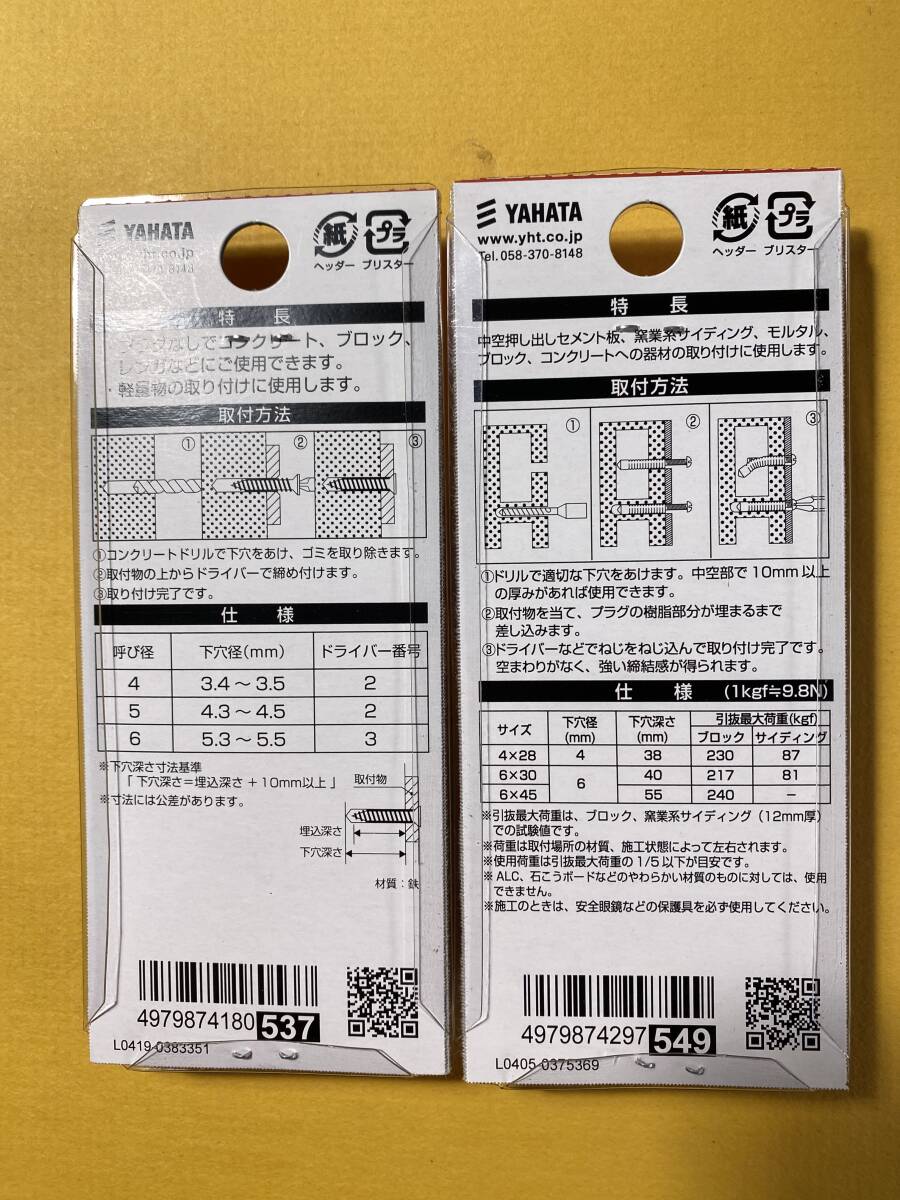 YAHATA
yht.co.jp
紙
プラ
ヘッダー ブリスター
特 長
なしでコンクリート、ブロック、
レンガなどにご使用できます。
・軽量物の取り付けに使用します。
取付方法
① ② ③
①コンクリートドリルで下穴をあけ、ゴミを取り除きます。
②取付物の上からドライバーで締め付けます。
③取り付け完了です。
仕 様
呼び径 下穴径(mm) ドライバー番号
4 3.4～3.5 2
5 4.3～4.5 2
6 5.3～5.5 3
※下穴深さ寸法基準
「下穴深さ=埋込深さ+10mm以上」
※寸法には公差があります。
取付物
埋込深さ
下穴深さ
材質:鉄
4979874180537
L0419-0383351
YAHATA
www.yht.co.jp
Tel.058-370-8148
紙
プラ
ヘッダー ブリスター
特 長
中空押し出しセメント板、窯業系サイディング、モルタル、
ブロック、コンクリートへの器材の取り付けに使用します。
取付方法
① ② ③
①ドリルで適切な下穴をあけます。中空部で10mm以上
の厚みがあれば使用できます。
②取付物を当て、プラグの樹脂部分が埋まるまで
差し込みます。
③ドライバーなどでねじをねじ込んで取り付け完了です。
空まわりがなく、強い締結感が得られます。
仕 様 (1kgf≒9.8N)
サイズ 下穴径(mm) 下穴深さ(mm) 引抜最大荷重(kgf)
ブロック サイディング
4×28 4 38 230 87
6×30 6 40 217 81
6×45 55 240 －
※引抜最大荷重は、ブロック、窯業系サイディング(12mm厚)
での試験値です。
※荷重は取付場所の材質、施工状態によって左右されます。
※使用荷重は引抜最大荷重の1/5以下が目安です。
※ALC、石こうボードなどのやわらかい材質のものに対しては、使用
できません。
※施工のときは、安全眼鏡などの保護具を必ず使用してください。
4979874297549
L0405-0375369